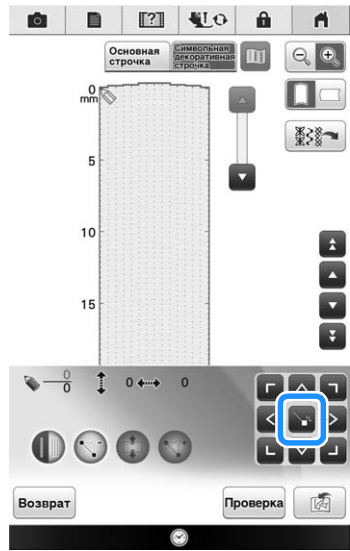 [?]
Основная
строчка
Символьная
декоративная
строчка
0
mm
5
10
15
0
0
0
0
Возврат
Проверка